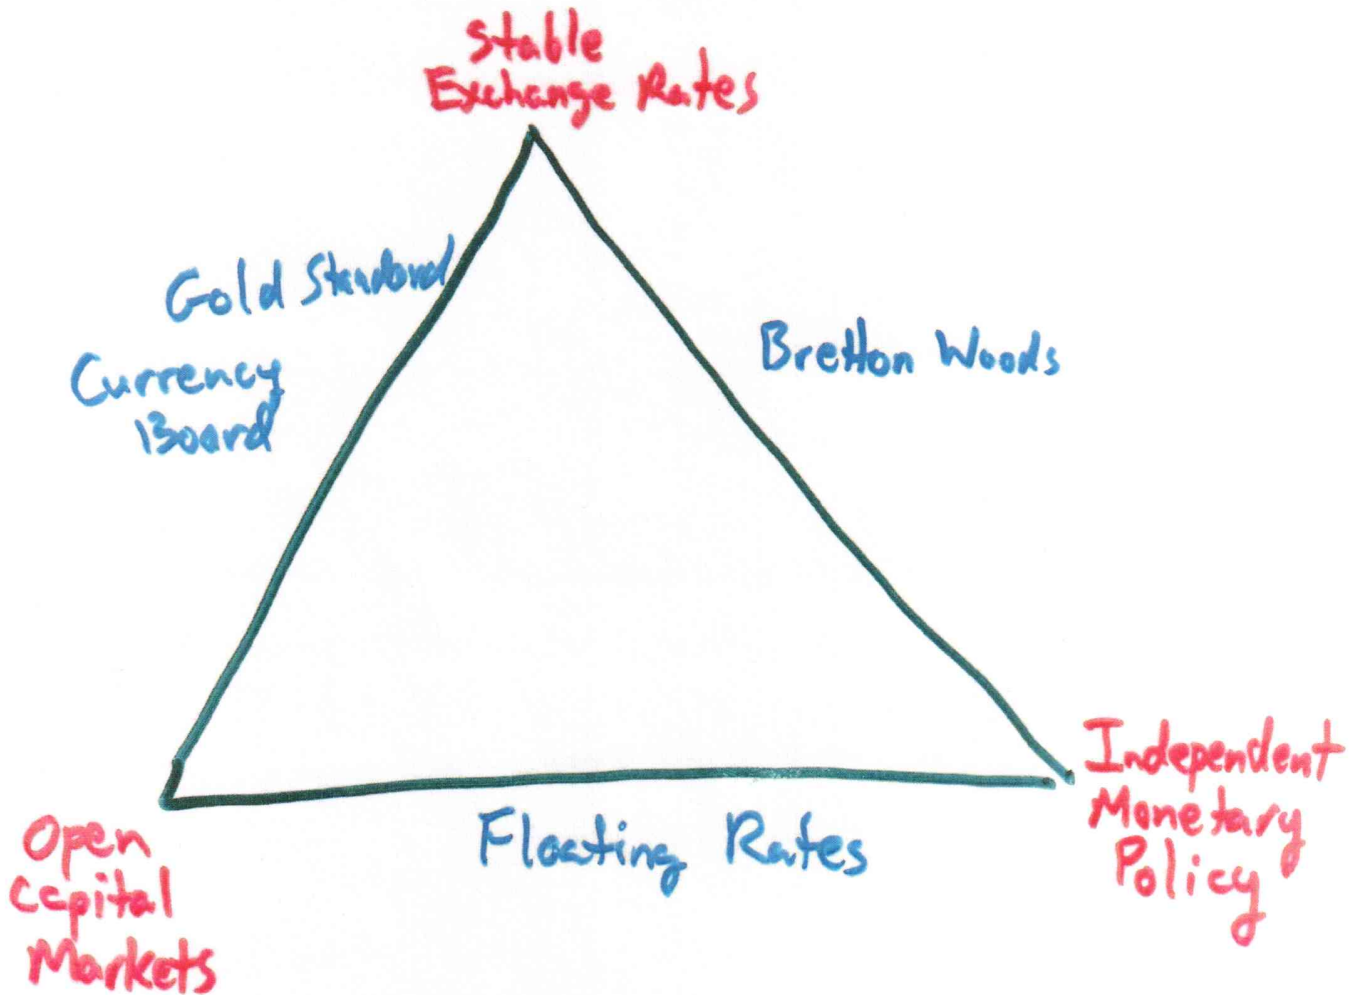 Stable
Exchange Rates
Gold Standard
Currency
Board
Bretton Woods
Independent
Monetary
Policy
Floating Rates
Open
Capital
Markets